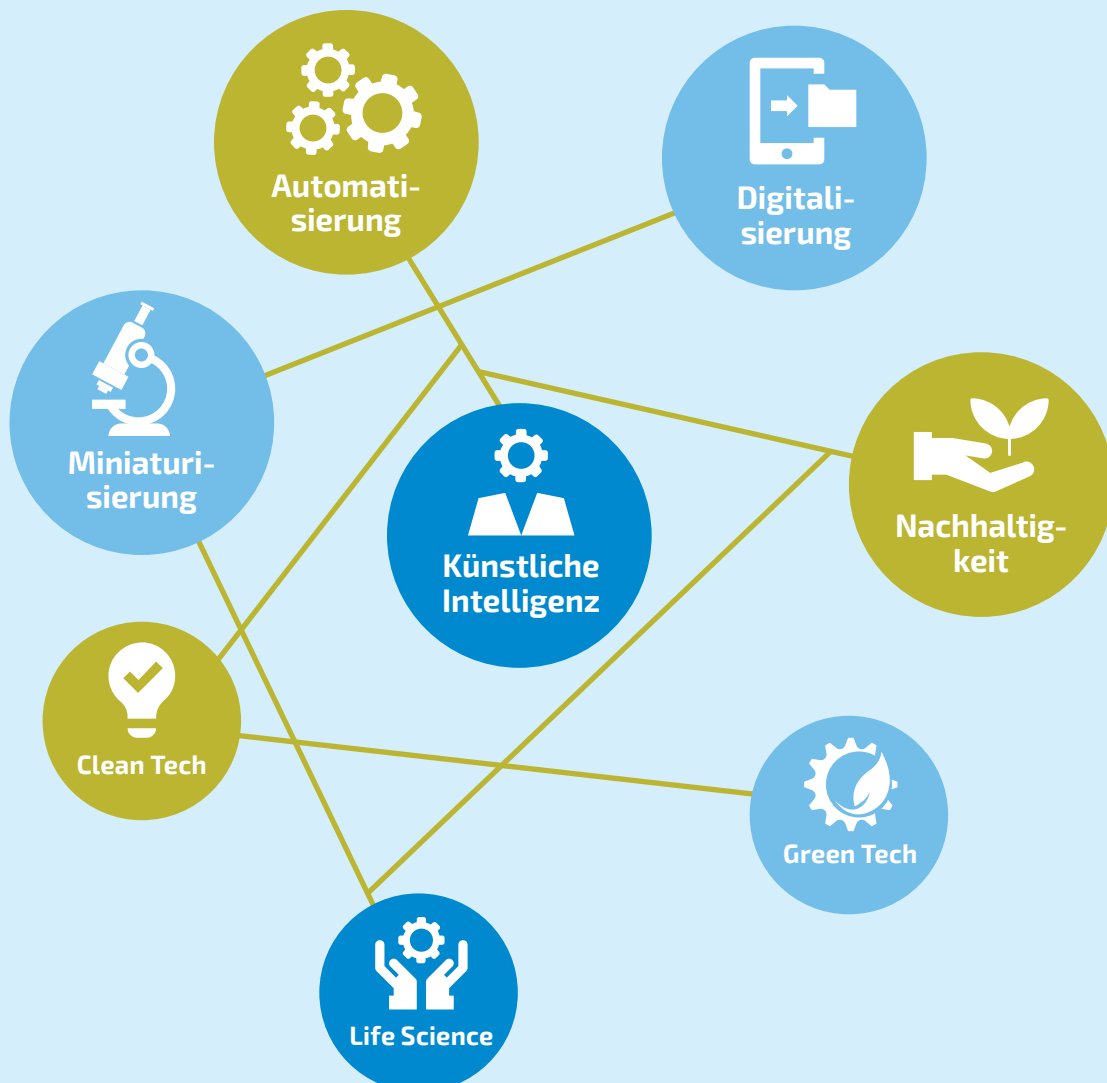 Automati-
sierung
Digitali-
sierung
Miniaturi-
sierung
Künstliche
Intelligenz
Nachhaltig-
keit
Clean Tech
Green Tech
Life Science